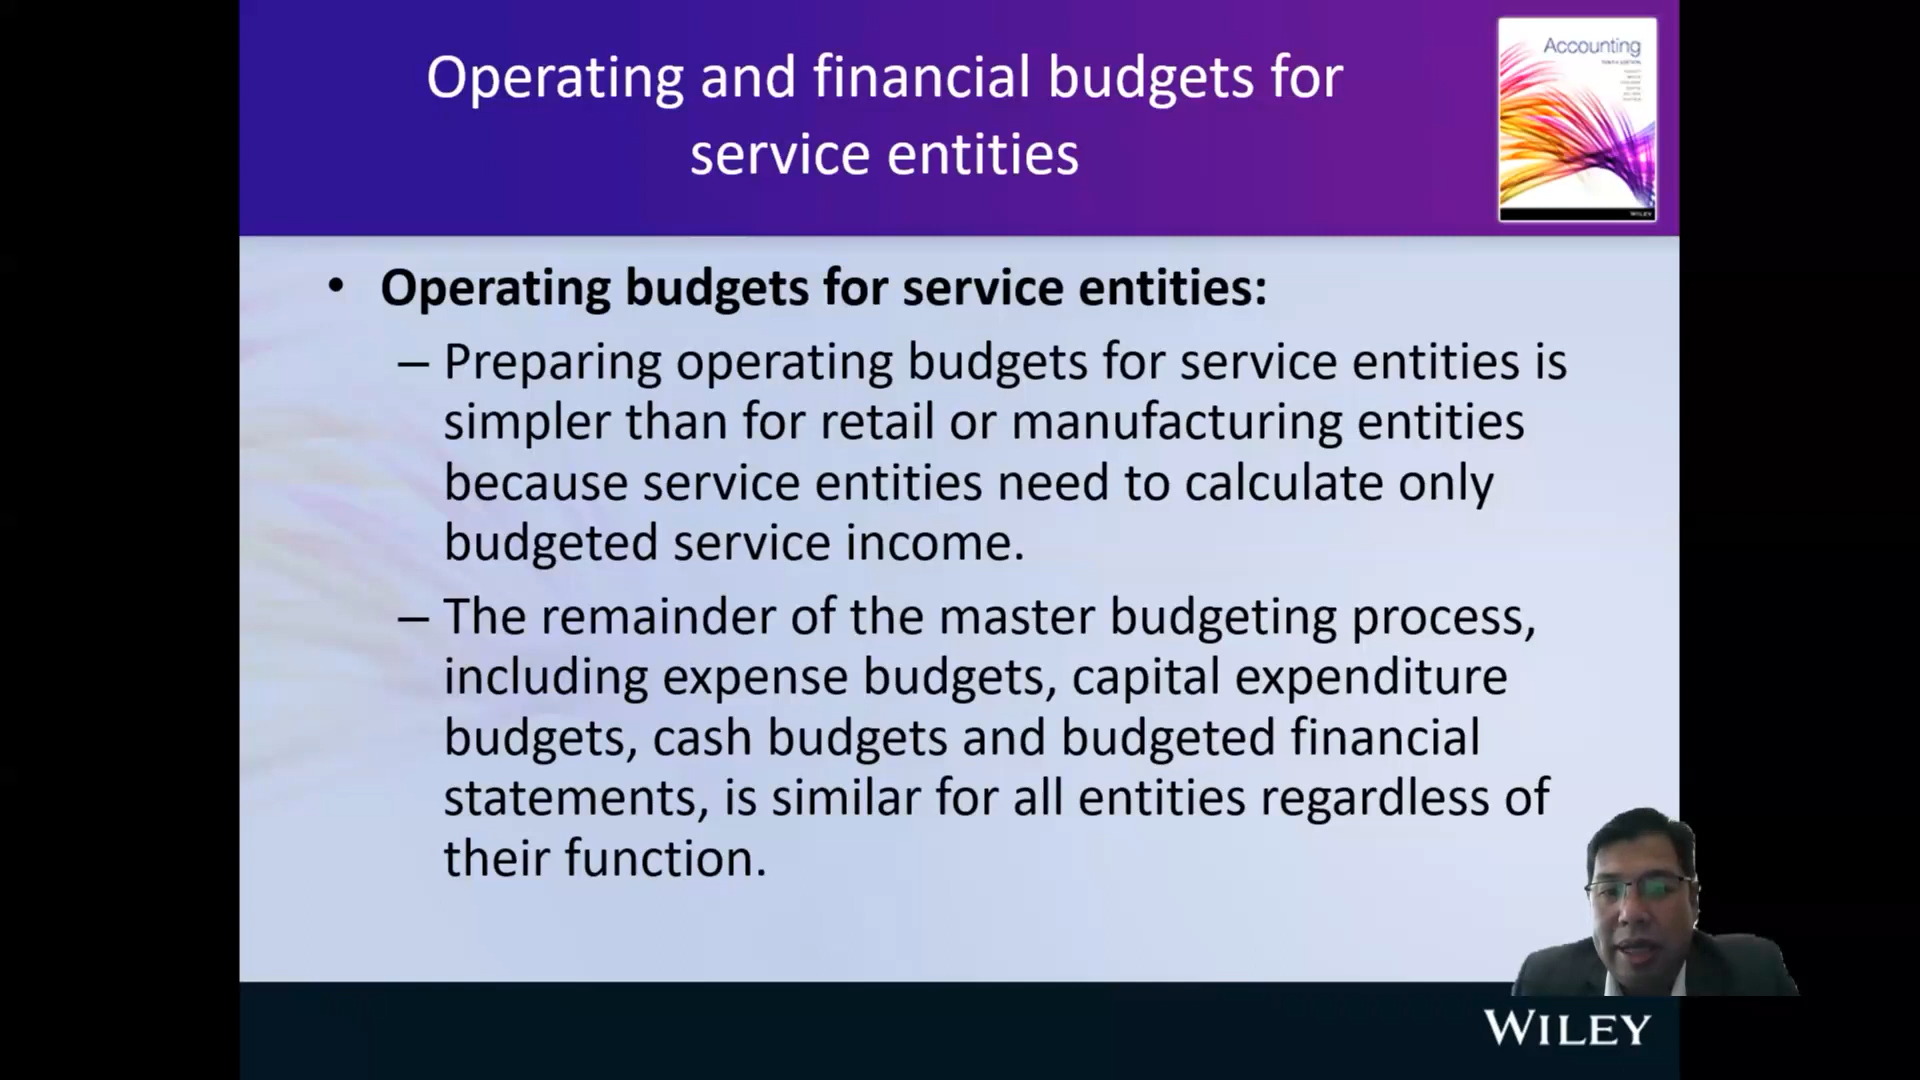 Operating and financial budgets for
service entities
Accounting
• Operating budgets for service entities:
– Preparing operating budgets for service entities is
simpler than for retail or manufacturing entities
because service entities need to calculate only
budgeted service income.
– The remainder of the master budgeting process,
including expense budgets, capital expenditure
budgets, cash budgets and budgeted financial
statements, is similar for all entities regardless of
their function.
WILEY
WILEY